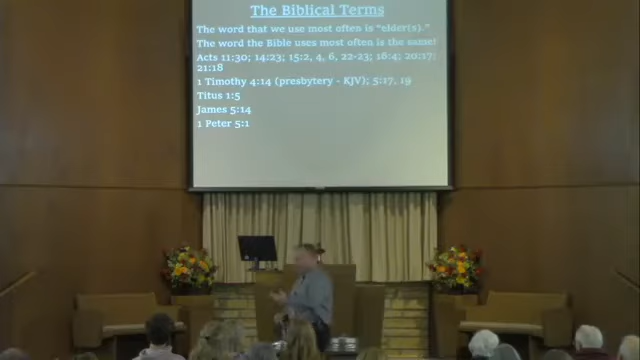 The Biblical Terms
The word that we use most often is "elder(s)."
The word the Bible uses most often is the same!
Acts 11:30; 14:23; 15:2, 4, 6, 22-23; 16:4; 20:17;
21:18
1 Timothy 4:14 (presbytery - KJV); 5:17, 19
Titus 1:5
James 5:14
1 Peter 5:1